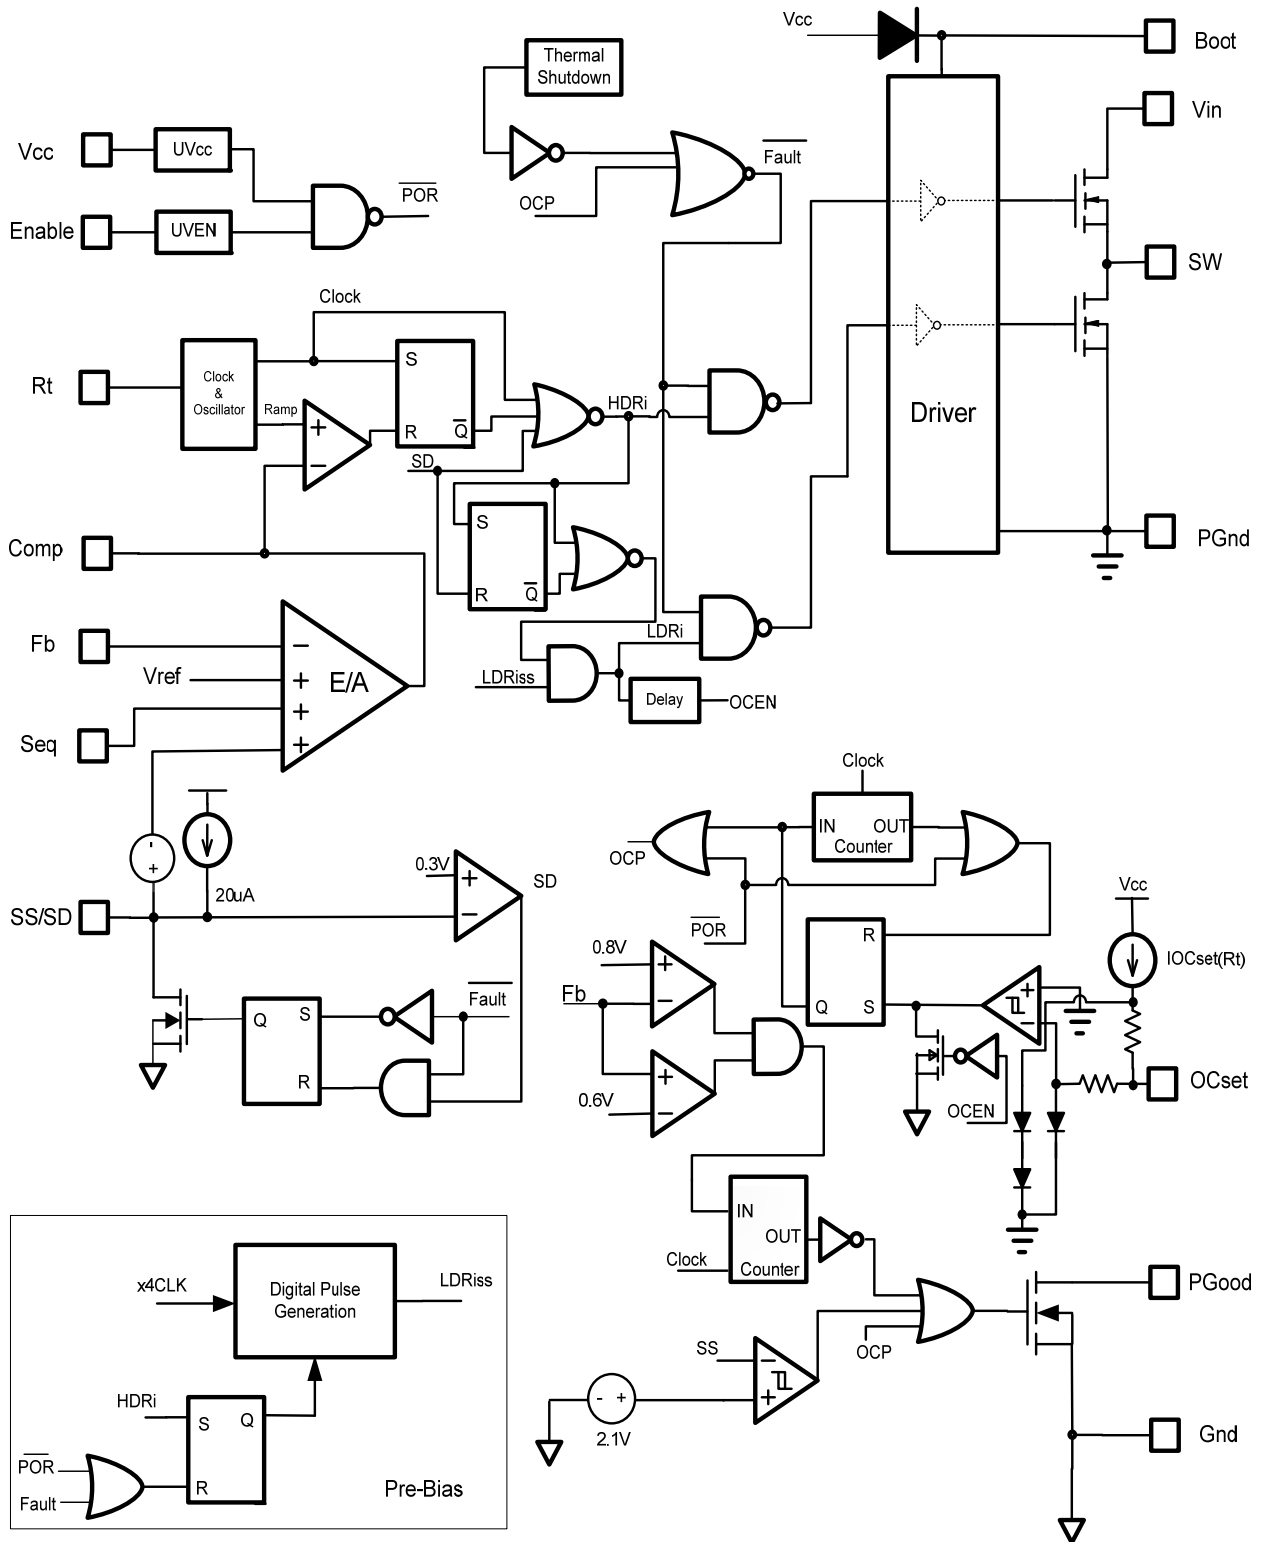 Vcc
Boot
Thermal
Shutdown
Vin
Vcc
UVcc
Fault
POR
OCP
Enable
UVEN
SW
Clock
Rt
Clock
&
Oscillator
Ramp
+
−
S
R
Q
HDRi
SD
Driver
S
R
Q
Comp
PGnd
Fb
Vref
Seq
−
+
+
+
E/A
LDRi
LDRiss
Delay
OCEN
Clock
IN
OUT
Counter
OCP
-
+
20uA
0.3V
+
−
SD
SS/SD
Vcc
POR
R
Q
S
IOCset(Rt)
0.8V
+
−
Fb
+
−
Fault
Q
S
R
+
−
0.6V
OCEN
OCset
IN
OUT
Counter
Clock
PGood
x4CLK
Digital Pulse
Generation
LDRiss
SS
−
+
OCP
- +
2.1V
HDRi
S
Q
R
POR
Fault
Pre-Bias
Gnd